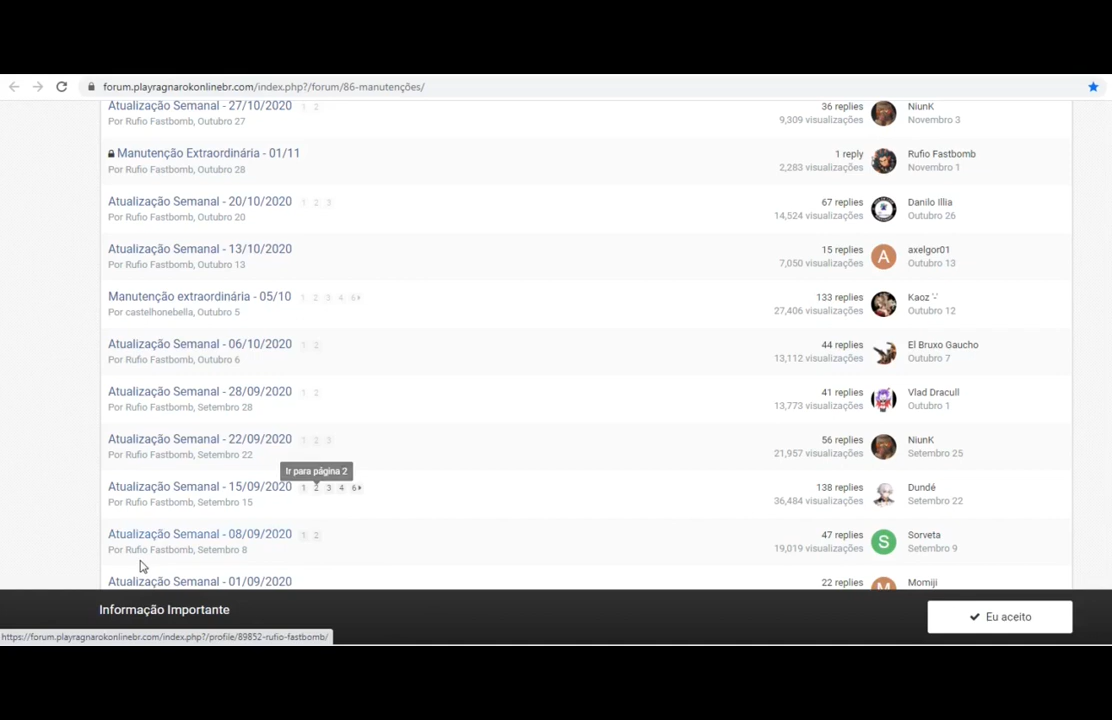 forum.playragnarokonlinebr.com/index.php?/forum/86-manutenções/
Atualização Semanal - 27/10/2020 1 2
36 replies
NiunK
Por Rufio Fastbomb, Outubro 27
9,309 visualizações
Novembro 3
Manutenção Extraordinária - 01/11
1 reply
Rufio Fastbomb
Por Rufio Fastbomb, Outubro 28
2,283 visualizações
Novembro 1
Atualização Semanal - 20/10/2020 1 2 3
67 replies
Danilo Illia
Por Rufio Fastbomb, Outubro 20
14,524 visualizações
Outubro 26
Atualização Semanal - 13/10/2020
15 replies
A
axelgor01
Por Rufio Fastbomb, Outubro 13
7,050 visualizações
Outubro 13
Manutenção extraordinária - 05/10 1 2 3 4 6
133 replies
Kaoz '-'
Por castelhonebella, Outubro 5
27,406 visualizações
Outubro 12
Atualização Semanal - 06/10/2020 1 2
44 replies
El Bruxo Gaucho
Por Rufio Fastbomb, Outubro 6
13,112 visualizações
Outubro 7
Atualização Semanal - 28/09/2020 1 2
41 replies
Vlad Dracull
Por Rufio Fastbomb, Setembro 28
13,773 visualizações
Outubro 1
Atualização Semanal - 22/09/2020 1 2 3
56 replies
NiunK
Por Rufio Fastbomb, Setembro 22
21,957 visualizações
Setembro 25
Ir para página 2
Atualização Semanal - 15/09/2020 1 2 3 4 6
138 replies
Dundé
Por Rufio Fastbomb, Setembro 15
36,484 visualizações
Setembro 22
Atualização Semanal - 08/09/2020 1 2
47 replies
S
Sorveta
Por Rufio Fastbomb, Setembro 8
19,019 visualizações
Setembro 9
Atualização Semanal - 01/09/2020
22 replies
M
Momiji
Informação Importante
Eu aceito
https://forum.playragnarokonlinebr.com/index.php?/profile/89852-rufio-fastbomb/